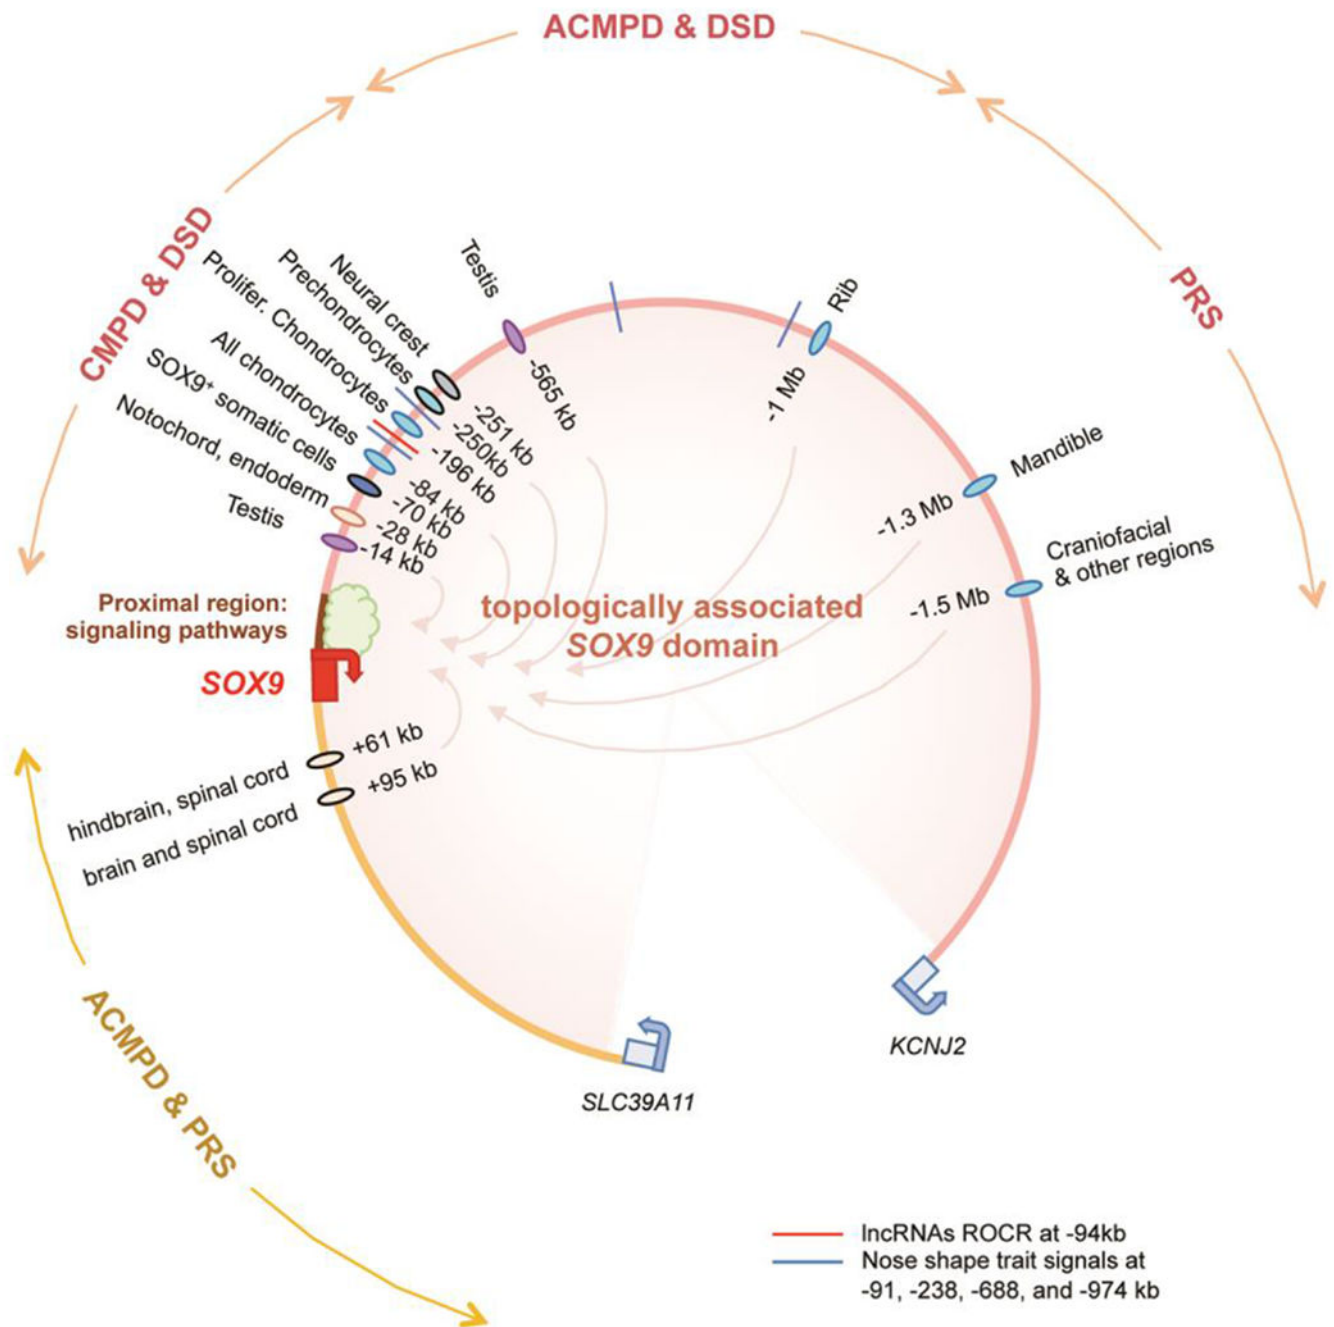 ACMPD & DSD
CMPD & DSD
PRS
Testis
Neural crest
Prechondrocytes
Prolifer. Chondrocytes
All chondrocytes
SOX9+ somatic cells
Notochord, endoderm
Testis
Rib
Mandible
Craniofacial
& other regions
-565 kb
-251 kb
-250kb
-196 kb
-84 kb
-70 kb
-28 kb
-14 kb
-1 Mb
-1.3 Mb
-1.5 Mb
Proximal region:
signaling pathways
SOX9
topologically associated
SOX9 domain
+61 kb
+95 kb
hindbrain, spinal cord
brain and spinal cord
ACMPD & PRS
SLC39A11
KCNJ2
lncRNAs ROCR at -94kb
Nose shape trait signals at
-91, -238, -688, and -974 kb